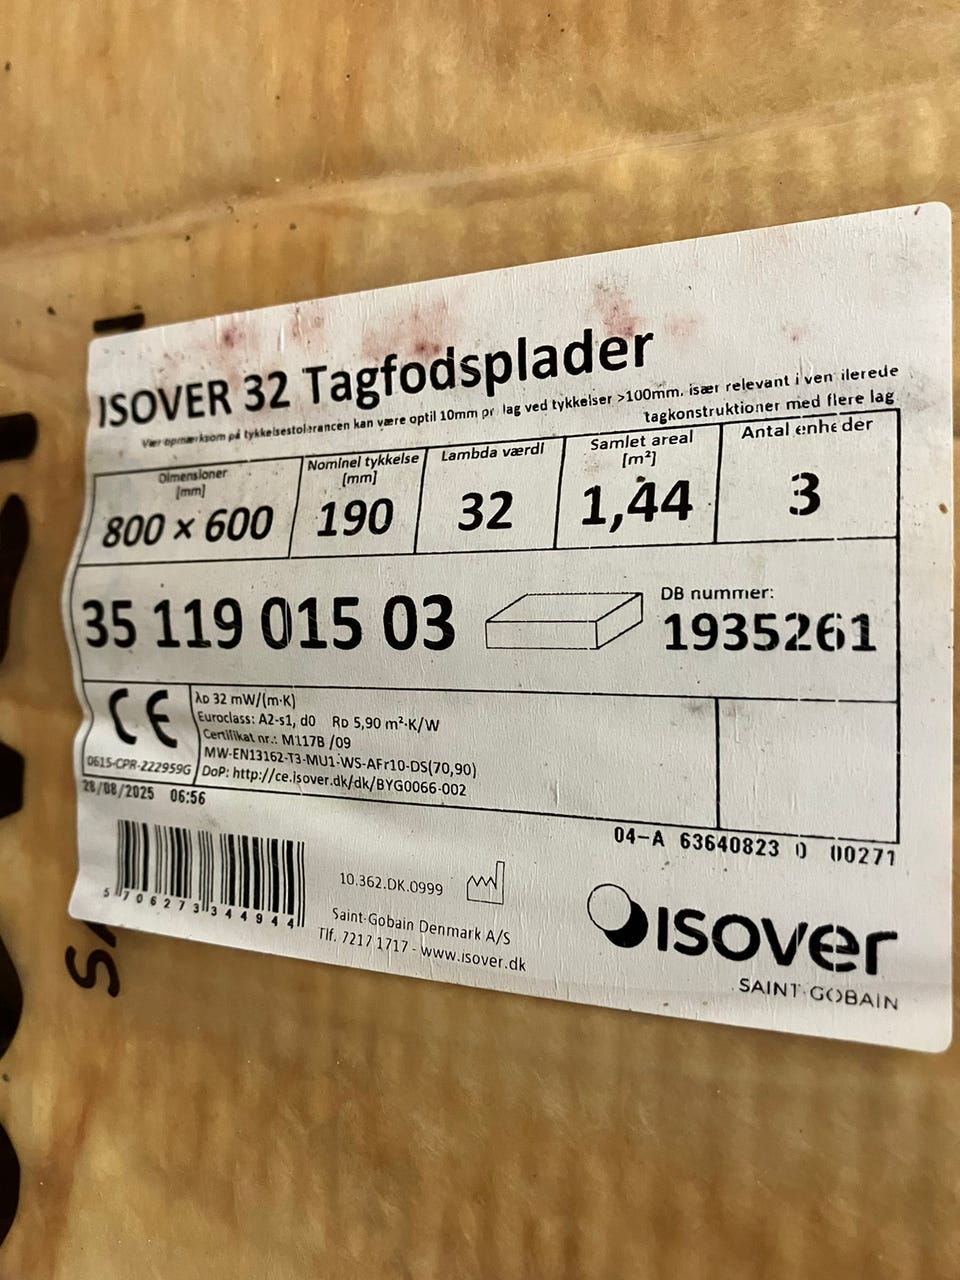 ISOVER 32 Tagfodsplader
Vær opmærksom på tykkelsestolerancen kan være optil 10mm pr lag ved tykkelser >100mm. især relevant i ventilerede
tagkonstruktioner med flere lag
Dimensioner
[mm]
800 × 600
Nominel tykkelse
[mm]
190
Lambda værdi
32
Samlet areal
[m²]
1,44
Antal enheder
3
35 119 015 03
DB nummer:
1935261
CE
0615-CPR-222959G
λD 32 mW/(m·K)
Euroclass: A2-s1, d0 RD 5,90 m²·K/W
Certifikat nr.: M117B /09
MW-EN13162-T3-MU1-WS-AFr10-DS(70,90)
DoP: http://ce.isover.dk/dk/BYG0066-002
28/08/2025 06:56
04-A 63640823 0 00271
5 706273 344944
10.362.DK.0999
Saint-Gobain Denmark A/S
Tlf. 7217 1717 - www.isover.dk
ISOVER
SAINT-GOBAIN